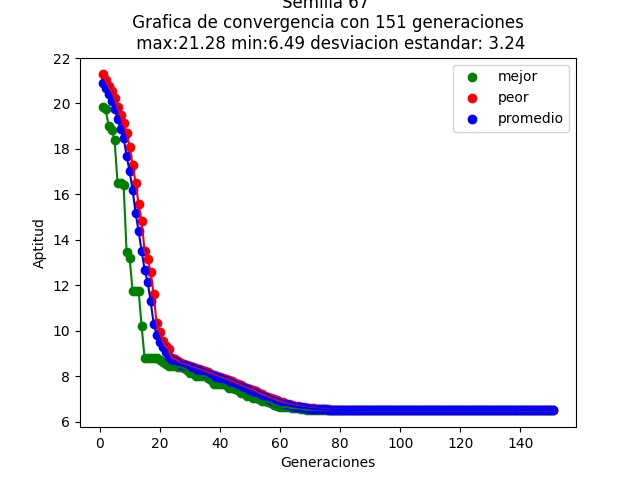 Semilla 67
Grafica de convergencia con 151 generaciones
max:21.28 min:6.49 desviacion estandar: 3.24
22
20
18
16
14
12
10
8
6
Aptitud
mejor
peor
promedio
0 20 40 60 80 100 120 140
Generaciones